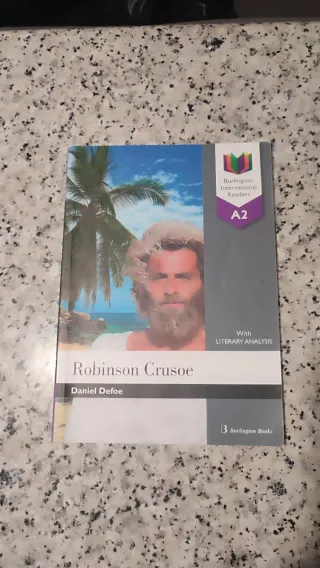 Burlington
International
Readers
A2
With
LITERARY ANALYSIS
Robinson Crusoe
Daniel Defoe
B Burlington Books